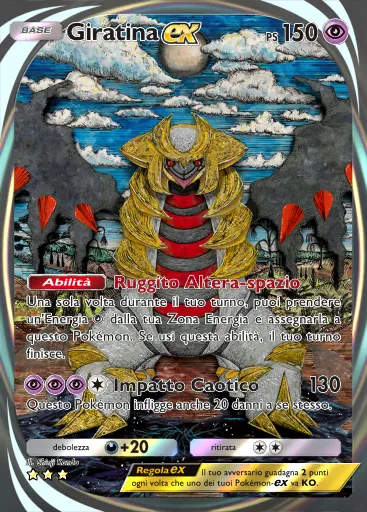 BASE Giratina ex PS 150
Abilità Ruggito Altera-spazio
Una sola volta durante il tuo turno, puoi prendere
un'Energia dalla tua Zona Energia e assegnarla a
questo Pokémon. Se usi questa abilità, il tuo turno
finisce.
Impatto Caotico 130
Questo Pokémon infligge anche 20 danni a se stesso.
debolezza +20 ritirata
Regola ex Il tuo avversario guadagna 2 punti
ogni volta che uno dei tuoi Pokémon-ex va KO.